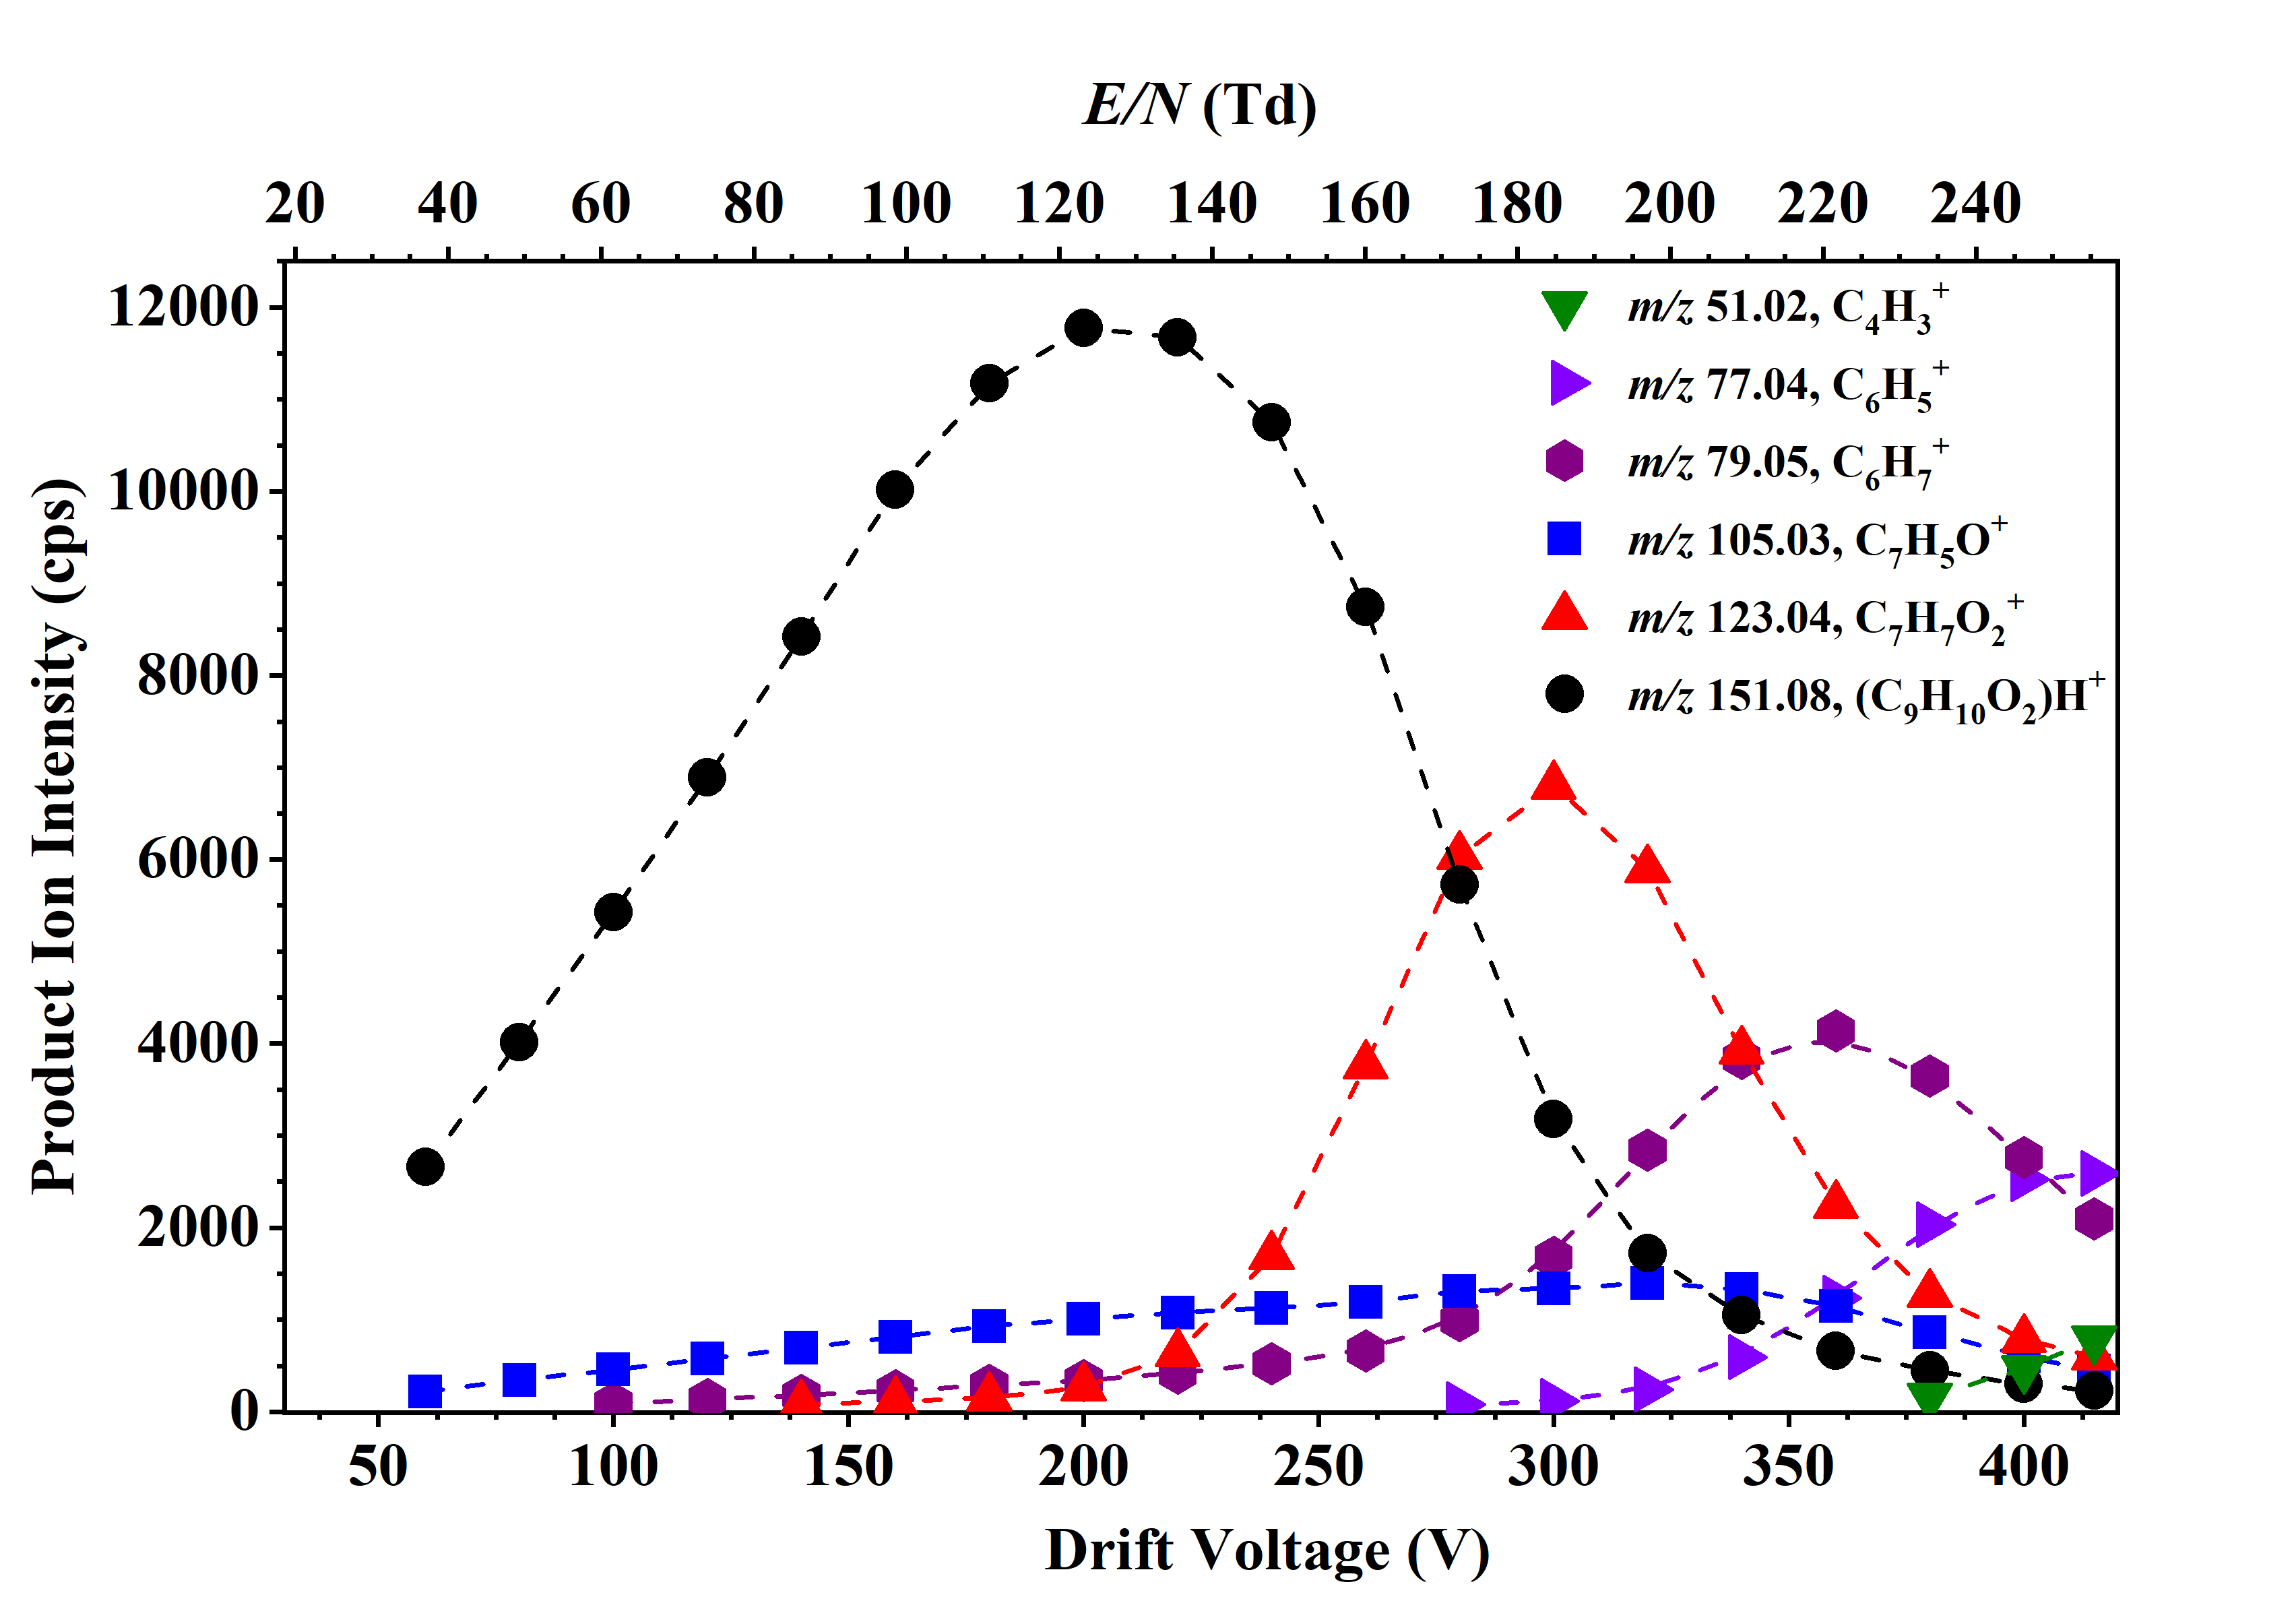 E/N (Td)
20 40 60 80 100 120 140 160 180 200 220 240
12000
10000
8000
6000
4000
2000
0
Product Ion Intensity (cps)
m/z 51.02, C₄H₃⁺
m/z 77.04, C₆H₅⁺
m/z 79.05, C₆H₇⁺
m/z 105.03, C₇H₅O⁺
m/z 123.04, C₇H₇O₂⁺
m/z 151.08, (C₉H₁₀O₂)H⁺
50 100 150 200 250 300 350 400
Drift Voltage (V)